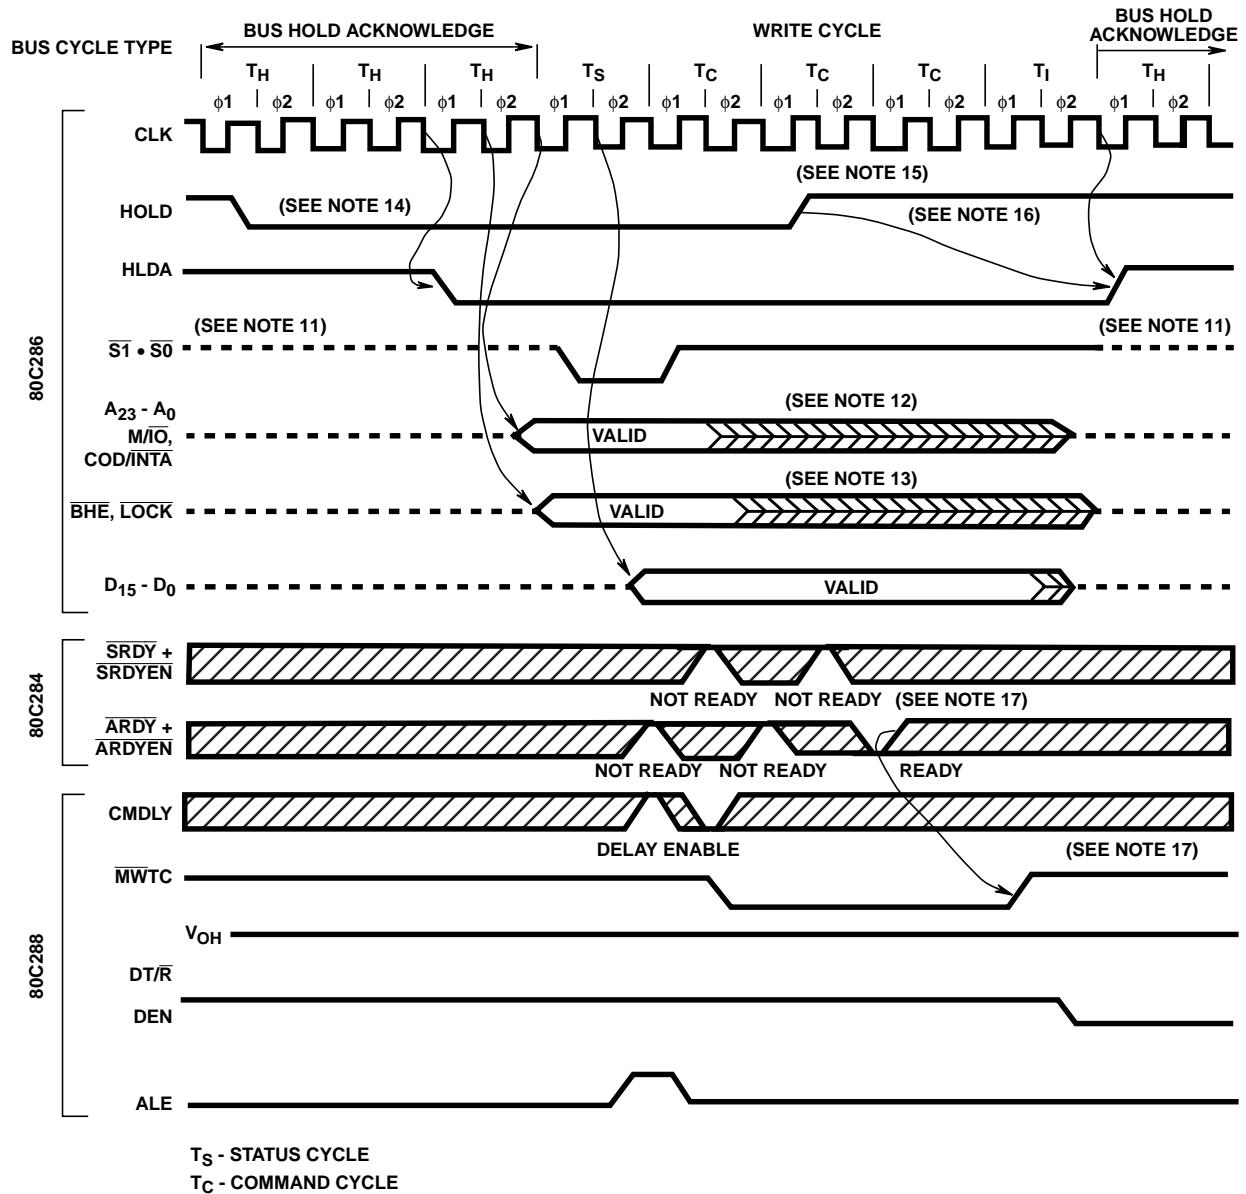 BUS CYCLE TYPE
BUS HOLD ACKNOWLEDGE
WRITE CYCLE
BUS HOLD
ACKNOWLEDGE
TH TH TH TS TC TC TC TI TH
ϕ1 ϕ2 ϕ1 ϕ2 ϕ1 ϕ2 ϕ1 ϕ2 ϕ1 ϕ2 ϕ1 ϕ2 ϕ1 ϕ2 ϕ1 ϕ2 ϕ1 ϕ2
80C286
CLK
(SEE NOTE 15)
HOLD
(SEE NOTE 14)
(SEE NOTE 16)
HLDA
(SEE NOTE 11)
(SEE NOTE 11)
S1 • S0
A23 - A0
M/IO,
COD/INTA
(SEE NOTE 12)
VALID
(SEE NOTE 13)
BHE, LOCK
VALID
D15 - D0
VALID
80C284
SRDY +
SRDYEN
NOT READY
NOT READY
(SEE NOTE 17)
ARDY +
ARDYEN
NOT READY
NOT READY
READY
80C288
CMDLY
DELAY ENABLE
(SEE NOTE 17)
MWTC
VOH
DT/R
DEN
ALE
TS - STATUS CYCLE
TC - COMMAND CYCLE